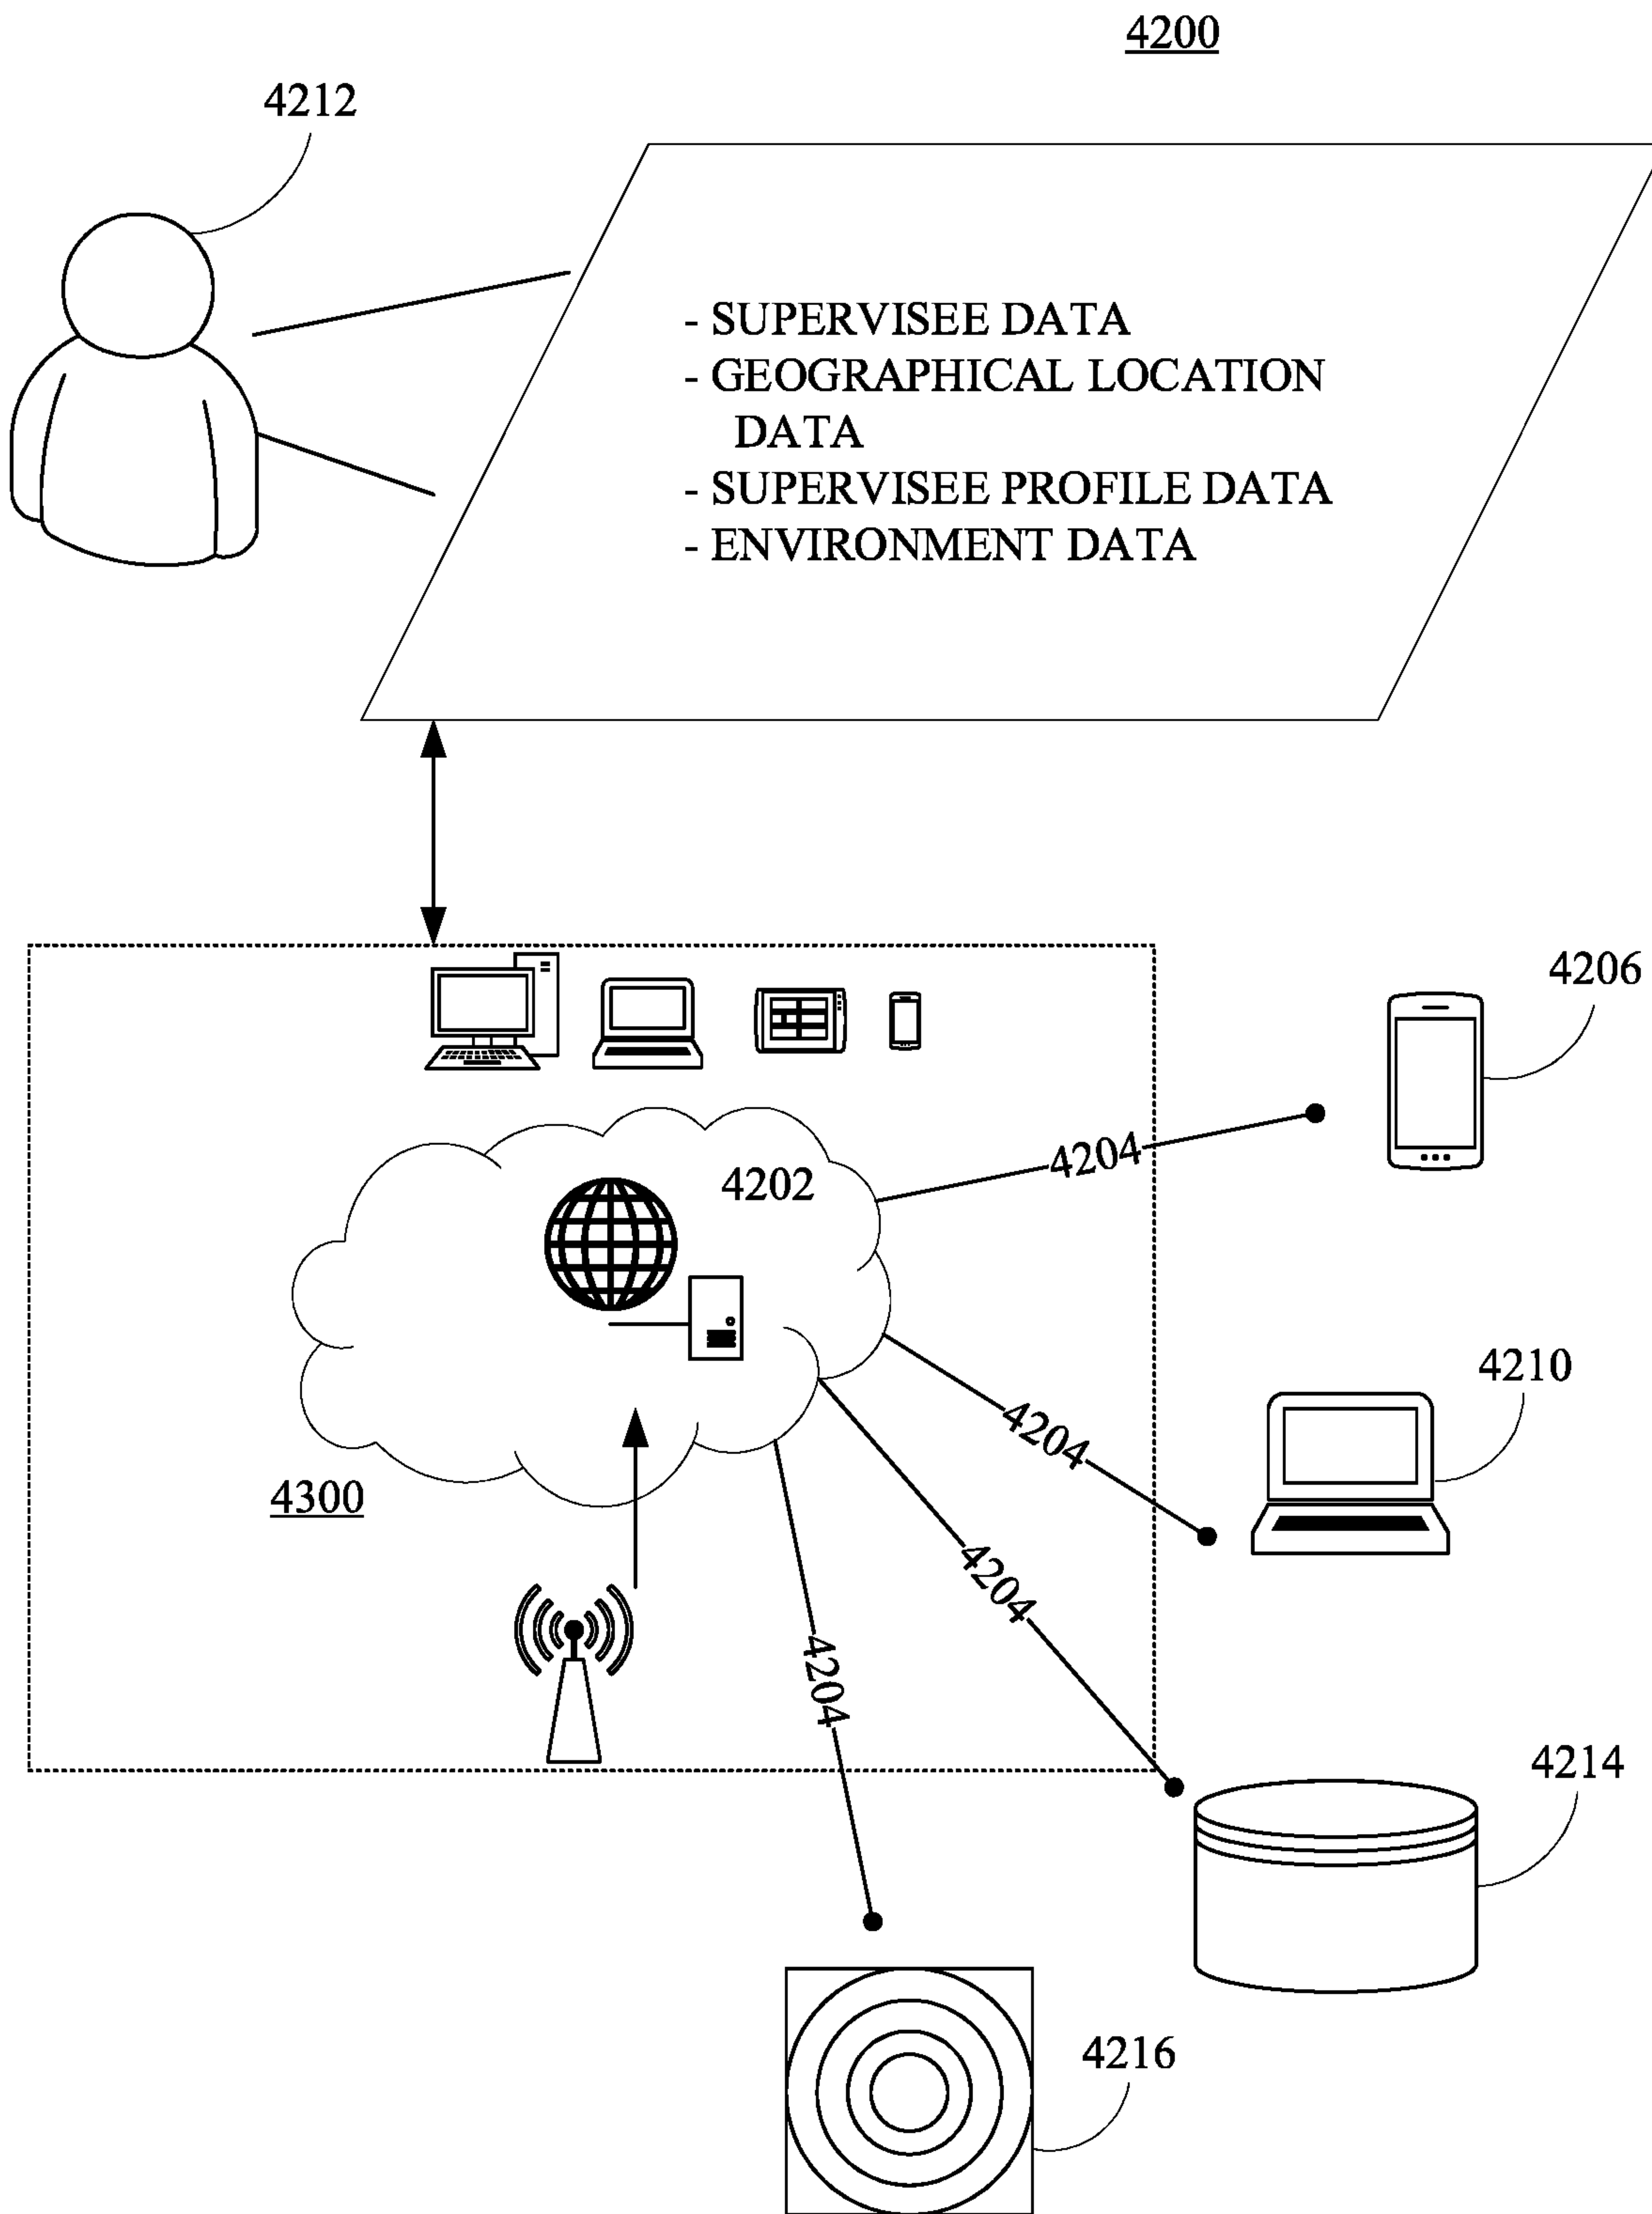 4200
4212
- SUPERVISEE DATA
- GEOGRAPHICAL LOCATION
DATA
- SUPERVISEE PROFILE DATA
- ENVIRONMENT DATA
4206
4204
4202
4210
4204
4300
4204
4204
4214
4216